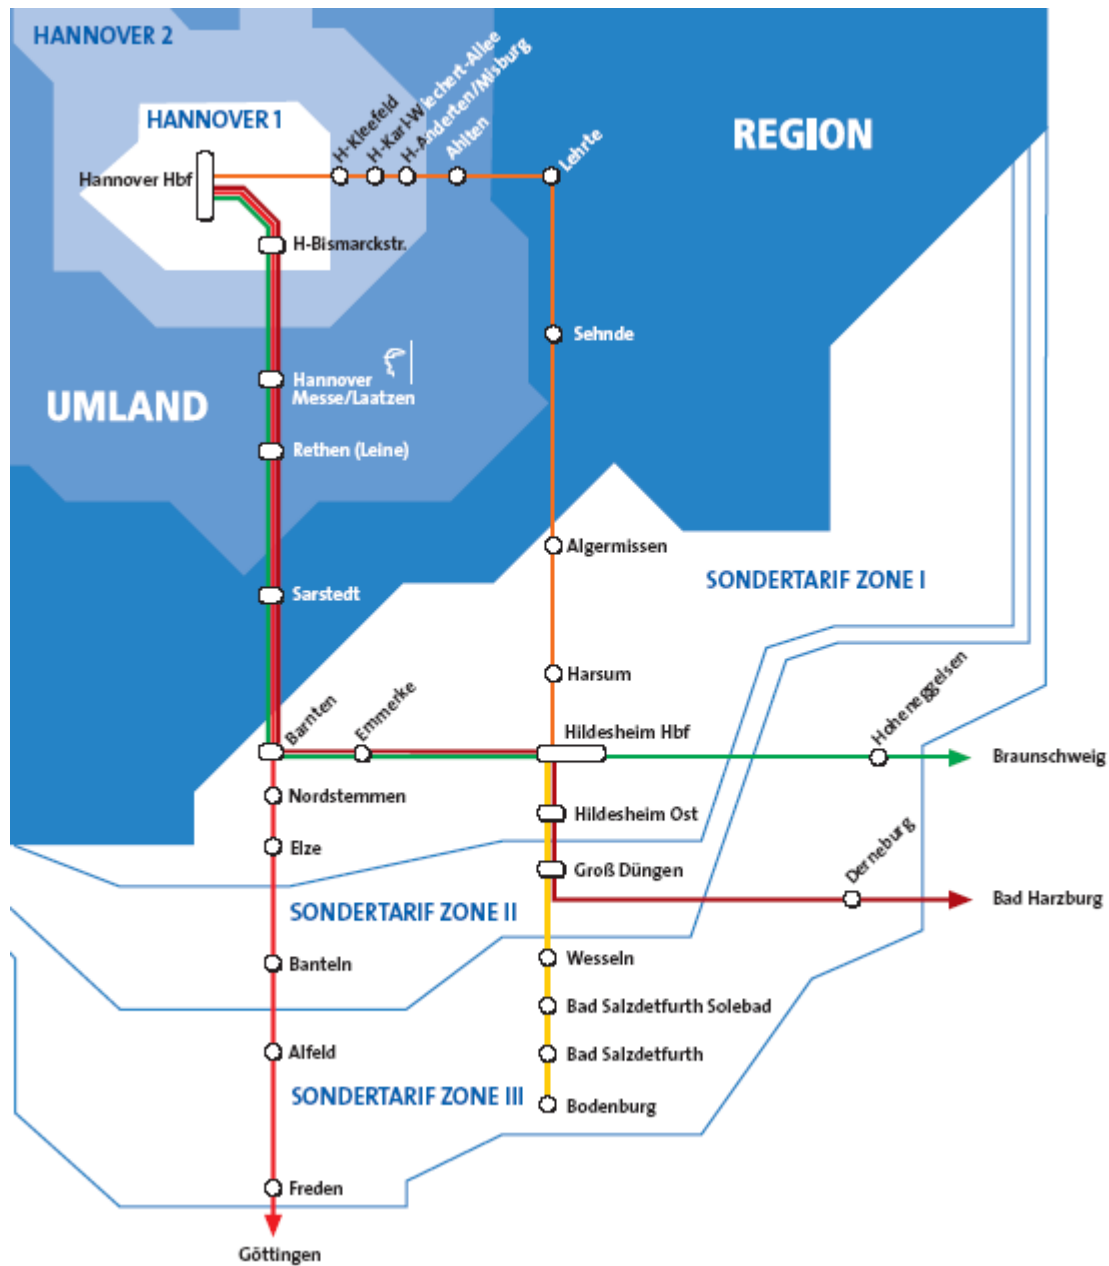 HANNOVER 2
HANNOVER 1
REGION
UMLAND
Hannover Hbf
H-Kleefeld
H-Karl-Wiechert-Allee
H-Anderten/Misburg
Ahlten
Lehrte
H-Bismarckstr.
Sehnde
Hannover
Messe/Laatzen
Rethen (Leine)
Algermissen
SONDERTARIF ZONE I
Sarstedt
Harsum
Barnten
Emmerke
Hildesheim Hbf
Hoheneggelsen
Braunschweig
Nordstemmen
Hildesheim Ost
Elze
Groß Düngen
Derneburg
Bad Harzburg
SONDERTARIF ZONE II
Banteln
Wesseln
Bad Salzdetfurth Solebad
Alfeld
Bad Salzdetfurth
SONDERTARIF ZONE III
Bodenburg
Freden
Göttingen